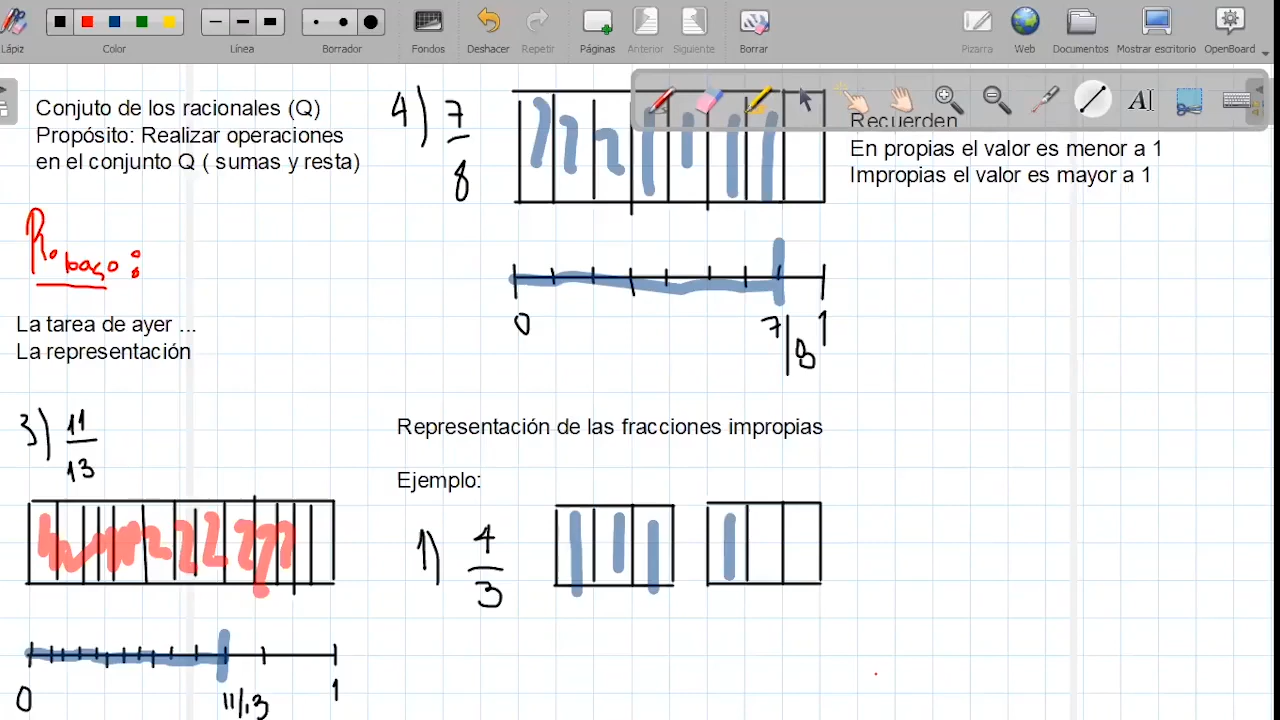 Lápiz
Color
Línea
Borrador
Fondos
Deshacer
Repetir
Páginas
Anterior
Siguiente
Borrar
Pizarra
Web
Documentos
Mostrar escritorio
OpenBoard
Conjuto de los racionales (Q)
Propósito: Realizar operaciones
en el conjunto Q ( sumas y resta)
La tarea de ayer ...
La representación
3) 11
13
0
11/13
1
4) 7
8
0
7/8
1
Recuerden
En propias el valor es menor a 1
Impropias el valor es mayor a 1
Representación de las fracciones impropias
Ejemplo:
1) 4
3